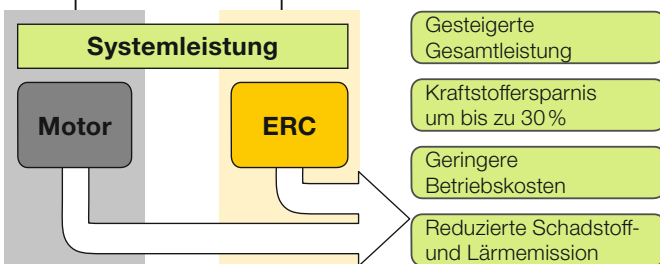 Systemleistung
Motor
ERC
Gesteigerte
Gesamtleistung
Kraftstoffersparnis
um bis zu 30 %
Geringere
Betriebskosten
Reduzierte Schadstoff-
und Lärmemission